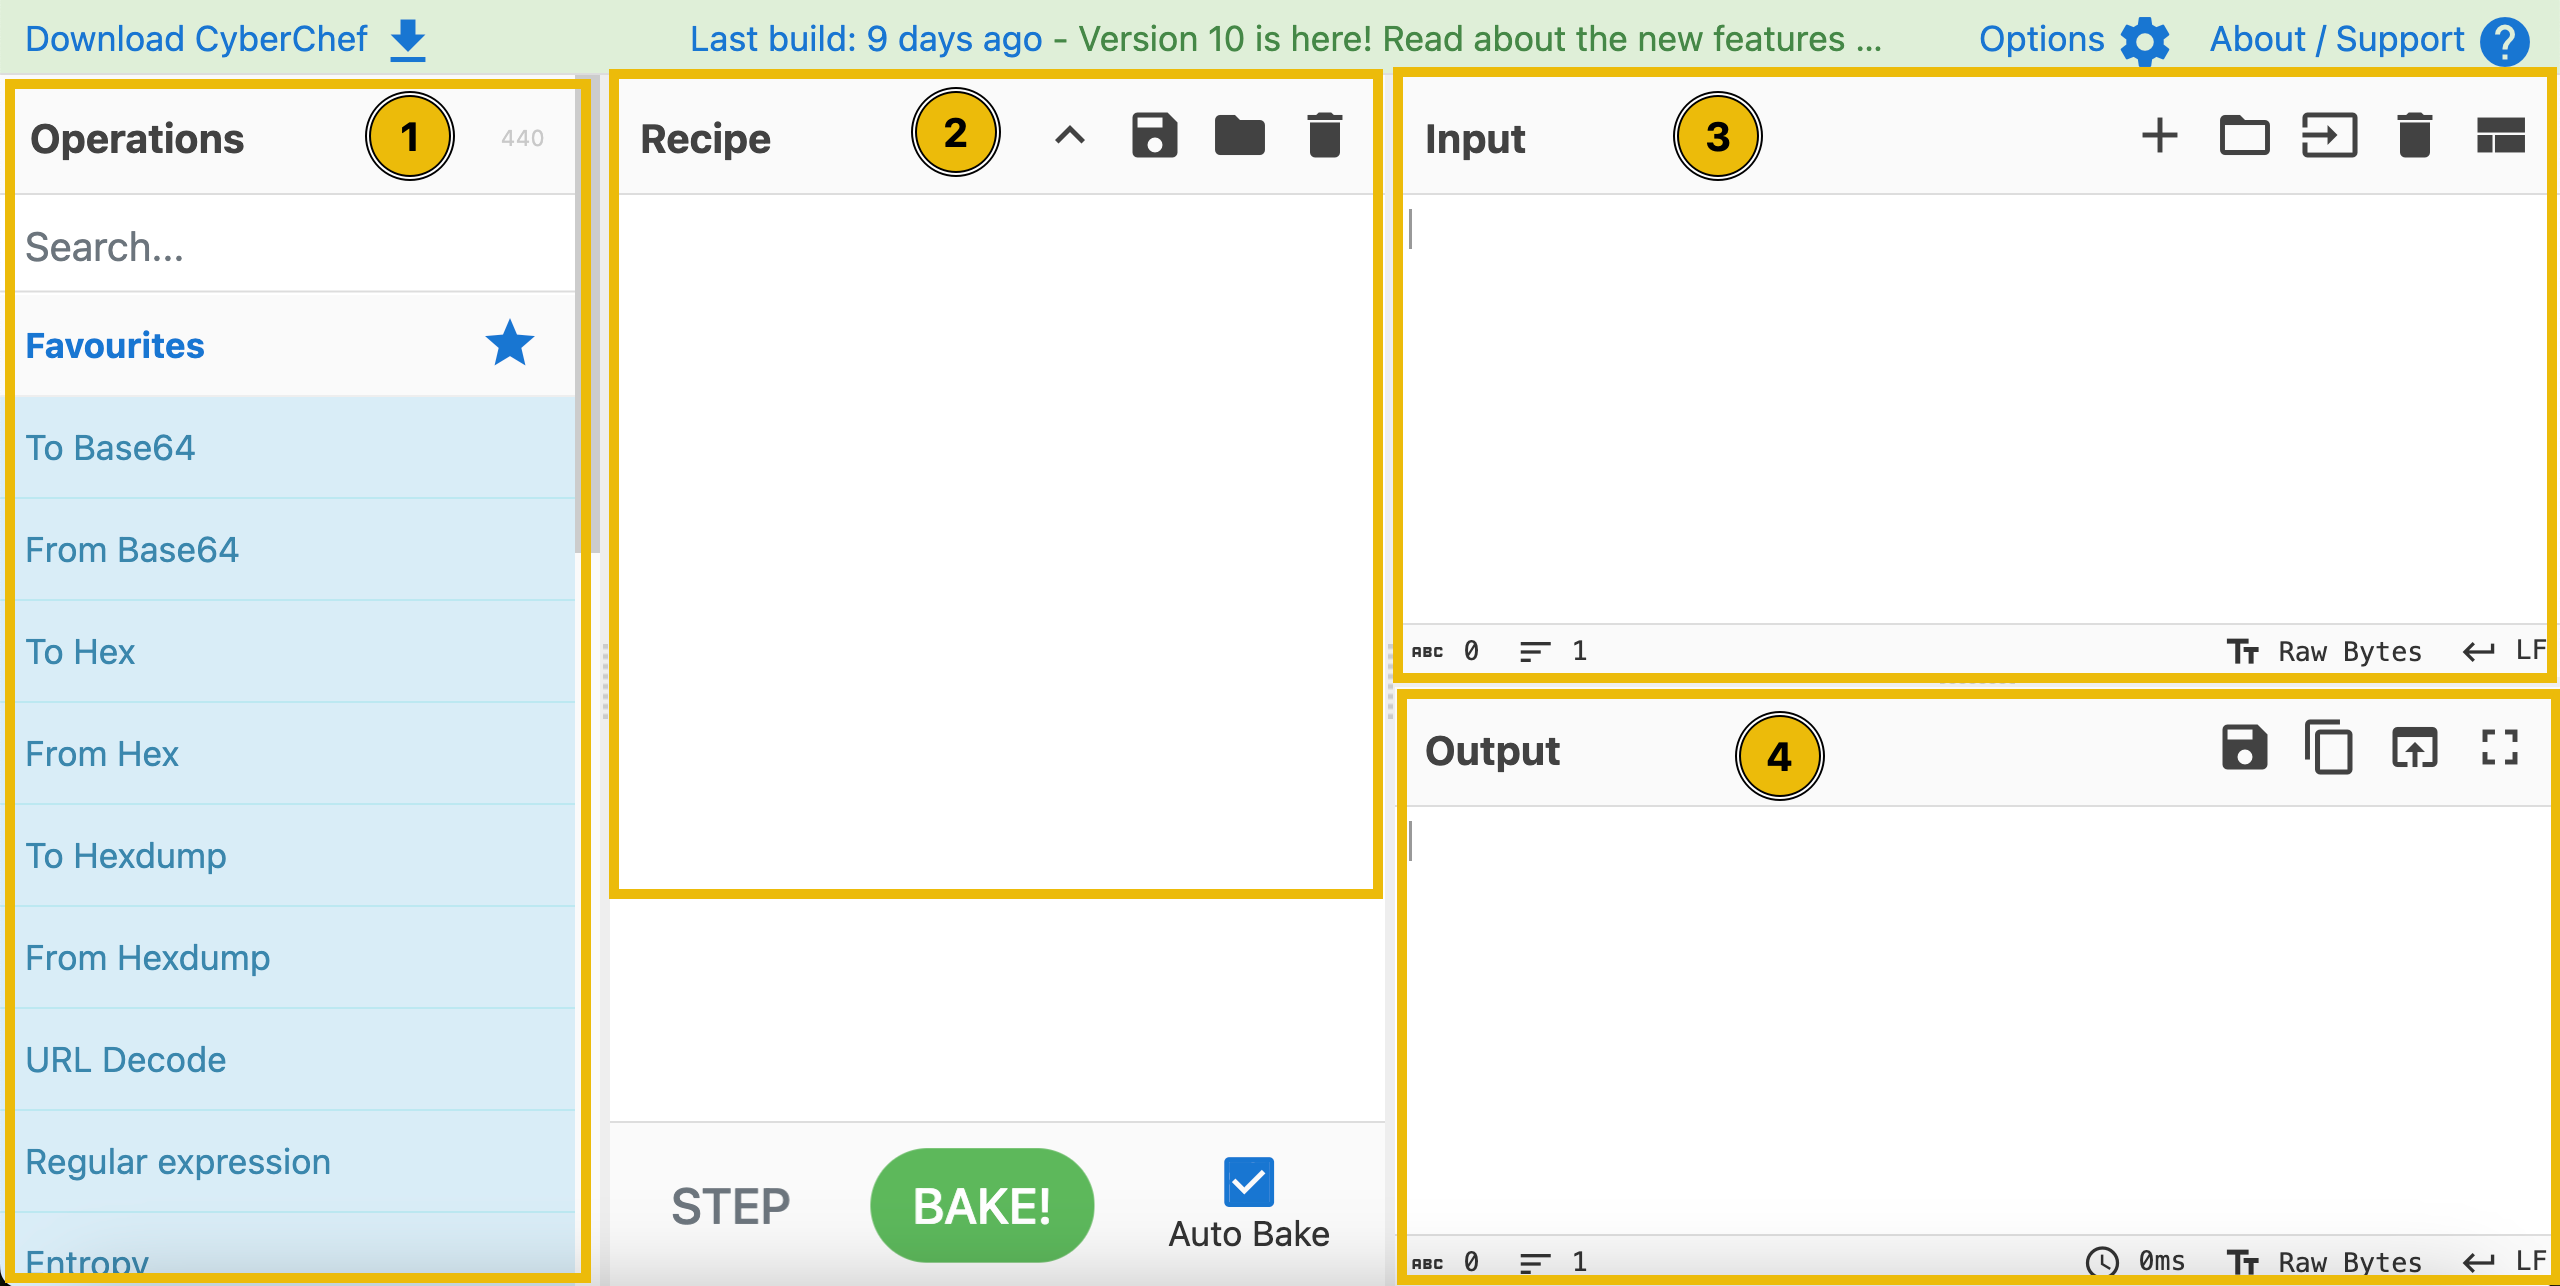 Download CyberChef
Last build: 9 days ago - Version 10 is here! Read about the new features ...
Options
About / Support
Operations
1
440
Search...
Favourites
To Base64
From Base64
To Hex
From Hex
To Hexdump
From Hexdump
URL Decode
Regular expression
Entropy
Recipe
2
STEP
BAKE!
Auto Bake
Input
3
ABC 0 1
Tт Raw Bytes LF
Output
4
ABC 0 1
0ms Tт Raw Bytes LF